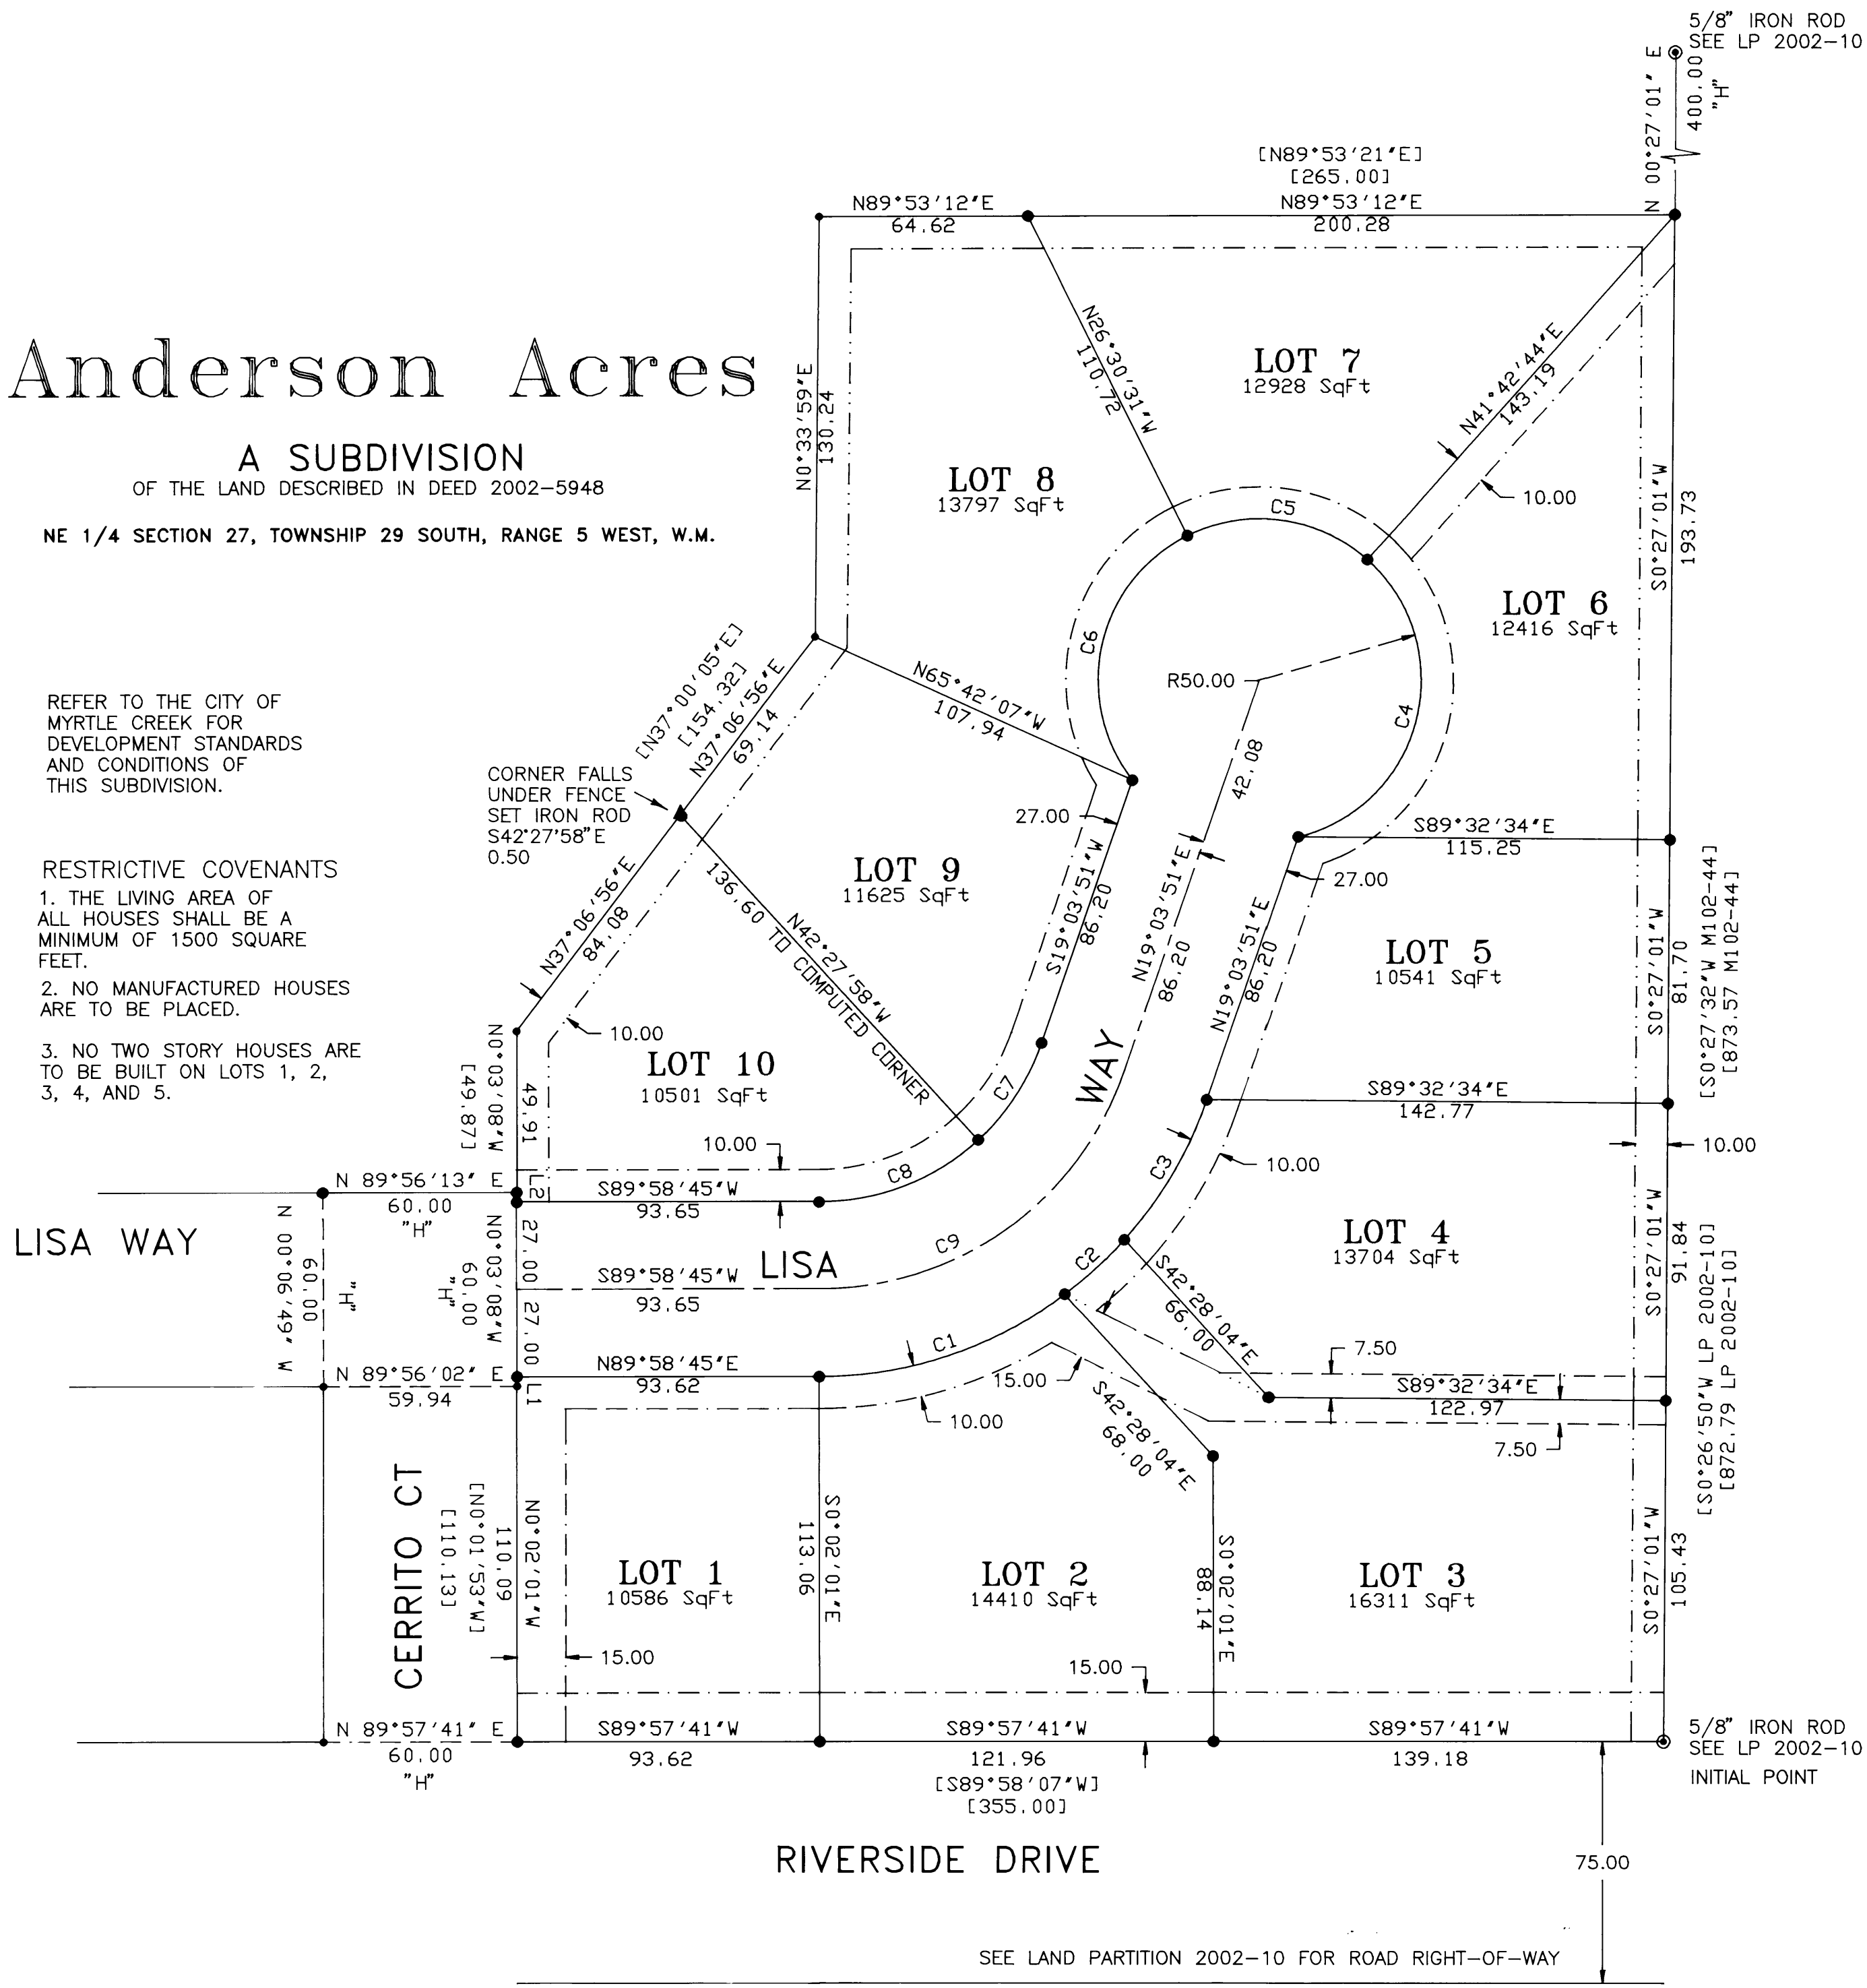 5/8" IRON ROD
SEE LP 2002-10
N 00°27'01" E
400.00
"H"
[N89°53'21"E]
[265.00]
N89°53'12"E
64.62
N89°53'12"E
200.28
Anderson Acres
A SUBDIVISION
OF THE LAND DESCRIBED IN DEED 2002-5948
NE 1/4 SECTION 27, TOWNSHIP 29 SOUTH, RANGE 5 WEST, W.M.
N0°33'59"E
130.24
N26°30'31"W
110.72
LOT 7
12928 SqFt
N41°42'44"E
143.19
10.00
S0°27'01"W
193.73
LOT 8
13797 SqFt
C5
LOT 6
12416 SqFt
C6
R50.00
C4
42.08
REFER TO THE CITY OF
MYRTLE CREEK FOR
DEVELOPMENT STANDARDS
AND CONDITIONS OF
THIS SUBDIVISION.
[N37°00'05"E]
[154.32]
N37°06'56"E
69.14
N65°42'07"W
107.94
CORNER FALLS
UNDER FENCE
SET IRON ROD
S42°27'58"E
0.50
27.00
S89°32'34"E
115.25
RESTRICTIVE COVENANTS
1. THE LIVING AREA OF
ALL HOUSES SHALL BE A
MINIMUM OF 1500 SQUARE
FEET.
2. NO MANUFACTURED HOUSES
ARE TO BE PLACED.
3. NO TWO STORY HOUSES ARE
TO BE BUILT ON LOTS 1, 2,
3, 4, AND 5.
N37°06'56"E
84.08
LOT 9
11625 SqFt
N42°27'58"W
136.60 TO COMPUTED CORNER
S19°03'51"W
86.20
N19°03'51"E
86.20
27.00
N19°03'51"E
86.20
LOT 5
10541 SqFt
S0°27'01"W
81.70
[S0°27'32"W M102-44]
[873.57 M102-44]
10.00
N0°03'08"W
49.91
[49.87]
LOT 10
10501 SqFt
C7
WAY
S89°32'34"E
142.77
10.00
10.00
10.00
C8
C3
N 89°56'13" E
60.00
"H"
L2
S89°58'45"W
93.65
LISA WAY
N 00°06'49" W
60.00
"H"
N0°03'08"W
60.00
"H"
27.00
27.00
S89°58'45"W
93.65
LISA
C9
C2
LOT 4
13704 SqFt
S0°27'01"W
91.84
[S0°26'50"W LP 2002-10]
[872.79 LP 2002-10]
S42°28'04"E
66.00
7.50
N 89°56'02" E
59.94
L1
N89°58'45"E
93.62
C1
15.00
10.00
S89°32'34"E
122.97
7.50
S42°28'04"E
68.00
CERRITO CT
N0°02'01"W
110.09
[N0°01'53"W]
[110.13]
LOT 1
10586 SqFt
S0°02'01"E
113.06
LOT 2
14410 SqFt
S0°02'01"E
88.14
LOT 3
16311 SqFt
S0°27'01"W
105.43
15.00
15.00
N 89°57'41" E
60.00
"H"
S89°57'41"W
93.62
S89°57'41"W
121.96
[S89°58'07"W]
[355.00]
S89°57'41"W
139.18
5/8" IRON ROD
SEE LP 2002-10
INITIAL POINT
RIVERSIDE DRIVE
75.00
SEE LAND PARTITION 2002-10 FOR ROAD RIGHT-OF-WAY